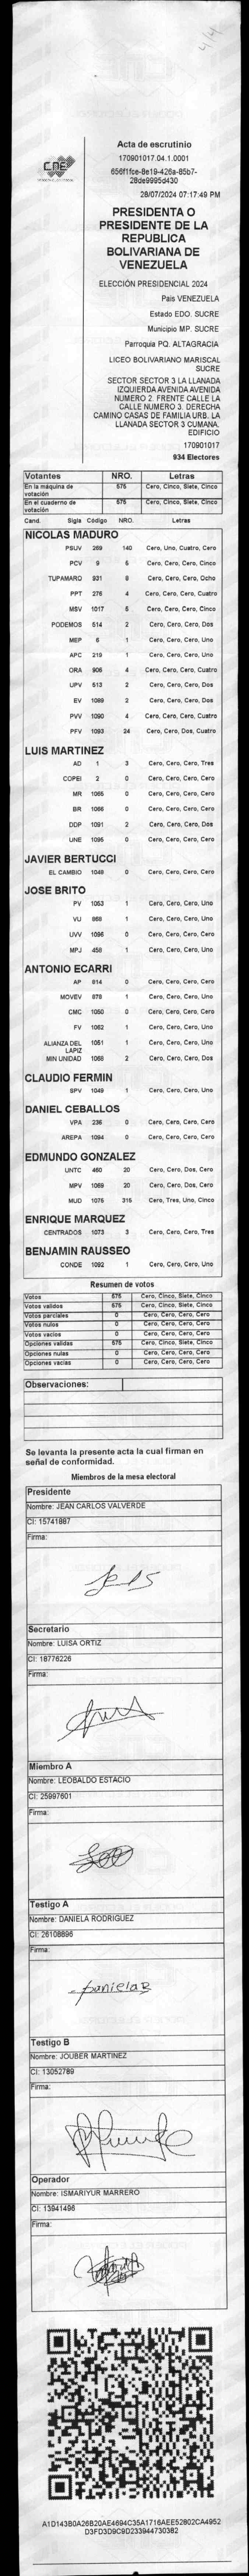 4/4
CNE
Acta de escrutinio
170901017.04.1.0001
656f1fce-8e19-426a-85b7-
28de9995d430
28/07/2024 07:17:49 PM
PRESIDENTA O
PRESIDENTE DE LA
REPUBLICA
BOLIVARIANA DE
VENEZUELA
ELECCIÓN PRESIDENCIAL 2024
Pais VENEZUELA
Estado EDO. SUCRE
Municipio MP. SUCRE
Parroquia PQ. ALTAGRACIA
LICEO BOLIVARIANO MARISCAL
SUCRE
SECTOR SECTOR 3 LA LLANADA
IZQUIERDA AVENIDA AVENIDA
NUMERO 2. FRENTE CALLE LA
CALLE NUMERO 3. DERECHA
CAMINO CASAS DE FAMILIA URB. LA
LLANADA SECTOR 3 CUMANA.
EDIFICIO
170901017
934 Electores
Votantes NRO. Letras
En la máquina de votación 575 Cero, Cinco, Siete, Cinco
En el cuaderno de votación 575 Cero, Cinco, Siete, Cinco
Cand. Sigla Código NRO. Letras
NICOLAS MADURO
PSUV 269 140 Cero, Uno, Cuatro, Cero
PCV 9 5 Cero, Cero, Cero, Cinco
TUPAMARO 931 8 Cero, Cero, Cero, Ocho
PPT 276 4 Cero, Cero, Cero, Cuatro
MSV 1017 5 Cero, Cero, Cero, Cinco
PODEMOS 514 2 Cero, Cero, Cero, Dos
MEP 6 1 Cero, Cero, Cero, Uno
APC 219 1 Cero, Cero, Cero, Uno
ORA 906 4 Cero, Cero, Cero, Cuatro
UPV 513 2 Cero, Cero, Cero, Dos
EV 1089 2 Cero, Cero, Cero, Dos
PVV 1090 4 Cero, Cero, Cero, Cuatro
PFV 1093 24 Cero, Cero, Dos, Cuatro
LUIS MARTINEZ
AD 1 3 Cero, Cero, Cero, Tres
COPEI 2 0 Cero, Cero, Cero, Cero
MR 1065 0 Cero, Cero, Cero, Cero
BR 1066 0 Cero, Cero, Cero, Cero
DDP 1091 2 Cero, Cero, Cero, Dos
UNE 1095 0 Cero, Cero, Cero, Cero
JAVIER BERTUCCI
EL CAMBIO 1049 0 Cero, Cero, Cero, Cero
JOSE BRITO
PV 1053 1 Cero, Cero, Cero, Uno
VU 868 1 Cero, Cero, Cero, Uno
UVV 1096 0 Cero, Cero, Cero, Cero
MPJ 458 1 Cero, Cero, Cero, Uno
ANTONIO ECARRI
AP 814 0 Cero, Cero, Cero, Cero
MOVEV 878 1 Cero, Cero, Cero, Uno
CMC 1050 0 Cero, Cero, Cero, Cero
FV 1062 1 Cero, Cero, Cero, Uno
ALIANZA DEL LAPIZ 1051 1 Cero, Cero, Cero, Uno
MIN UNIDAD 1068 2 Cero, Cero, Cero, Dos
CLAUDIO FERMIN
SPV 1049 1 Cero, Cero, Cero, Uno
DANIEL CEBALLOS
VPA 236 0 Cero, Cero, Cero, Cero
AREPA 1094 0 Cero, Cero, Cero, Cero
EDMUNDO GONZALEZ
UNTC 460 20 Cero, Cero, Dos, Cero
MPV 1069 20 Cero, Cero, Dos, Cero
MUD 1075 315 Cero, Tres, Uno, Cinco
ENRIQUE MARQUEZ
CENTRADOS 1073 3 Cero, Cero, Cero, Tres
BENJAMIN RAUSSEO
CONDE 1092 1 Cero, Cero, Cero, Uno
Resumen de votos
Votos 575 Cero, Cinco, Siete, Cinco
Votos validos 575 Cero, Cinco, Siete, Cinco
Votos parciales 0 Cero, Cero, Cero, Cero
Votos nulos 0 Cero, Cero, Cero, Cero
Votos vacios 0 Cero, Cero, Cero, Cero
Opciones validas 575 Cero, Cinco, Siete, Cinco
Opciones nulas 0 Cero, Cero, Cero, Cero
Opciones vacias 0 Cero, Cero, Cero, Cero
Observaciones:
Se levanta la presente acta la cual firman en
señal de conformidad.
Miembros de la mesa electoral
Presidente
Nombre: JEAN CARLOS VALVERDE
CI: 15741887
Firma:
Secretario
Nombre: LUISA ORTIZ
CI: 18776226
Firma:
Miembro A
Nombre: LEOBALDO ESTACIO
CI: 25997601
Firma:
Testigo A
Nombre: DANIELA RODRIGUEZ
CI: 26108896
Firma:
Daniela R
Testigo B
Nombre: JOUBER MARTINEZ
CI: 13052789
Firma:
Operador
Nombre: ISMARIYUR MARRERO
CI: 13941496
Firma:
A1D143B0A26B20AE4694C35A1716AEE52802CA4952
D3FD3D9C9D233944730382